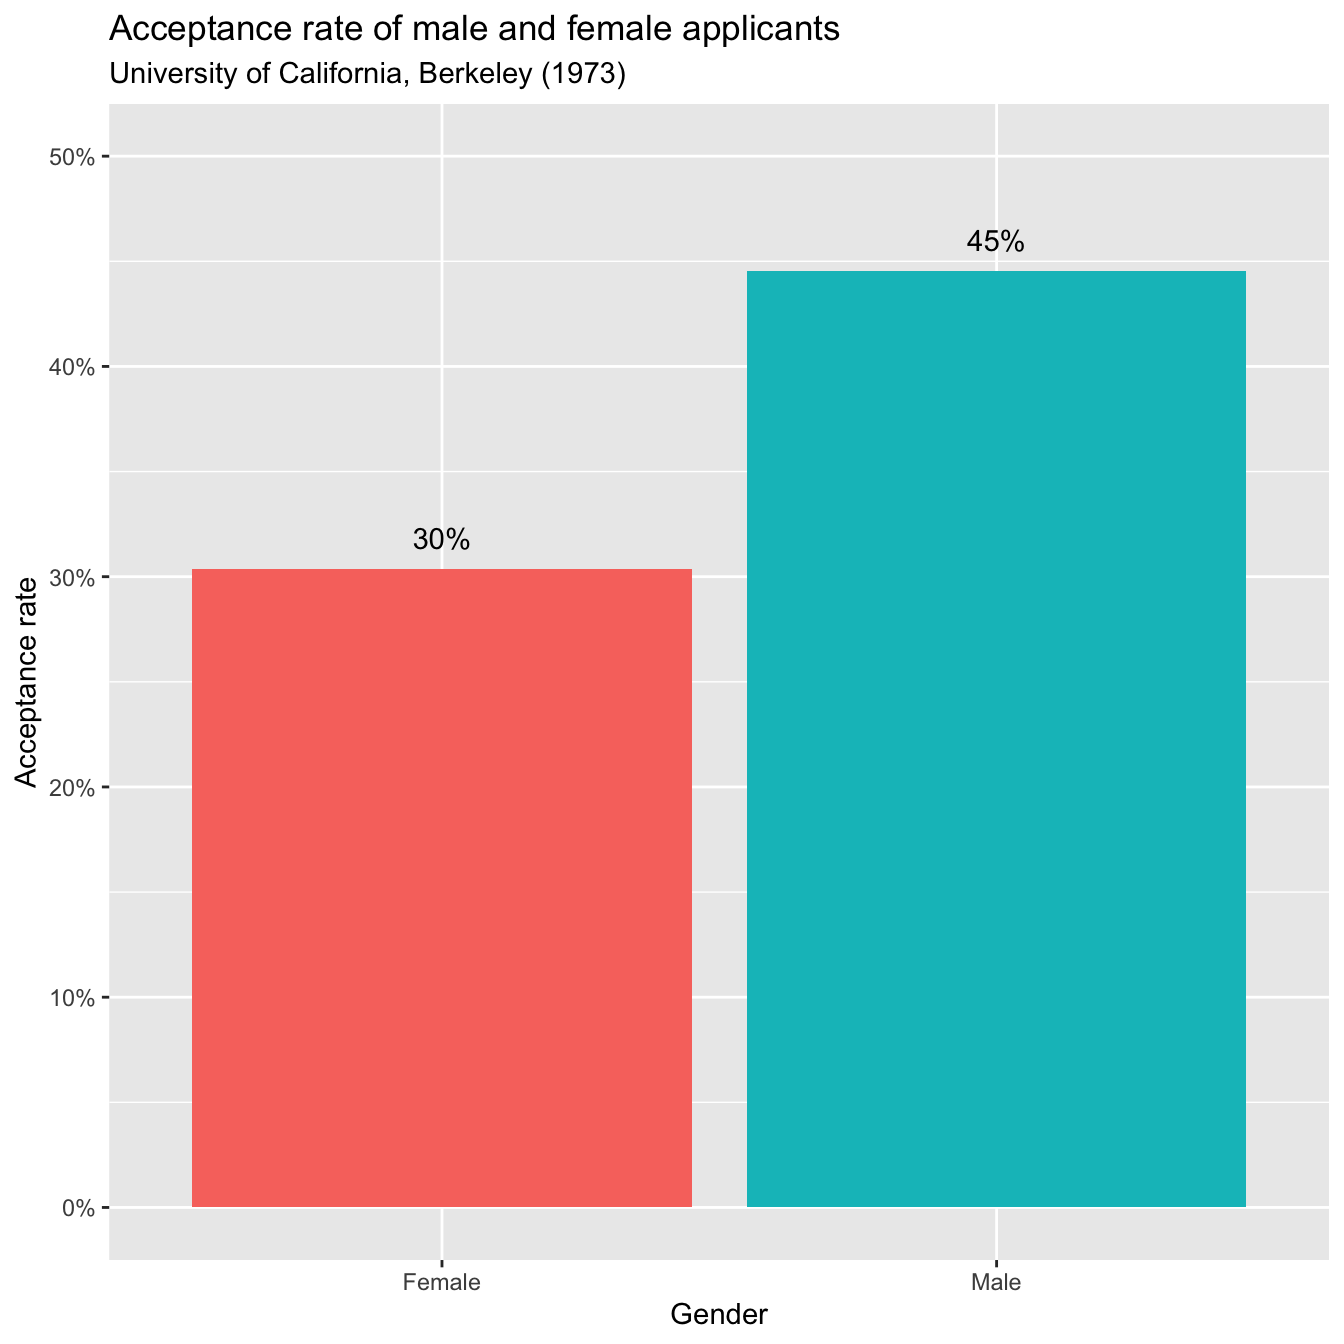 Acceptance rate of male and female applicants
University of California, Berkeley (1973)
50%
45%
40%
30%
30%
Acceptance rate
20%
10%
0%
Female
Male
Gender